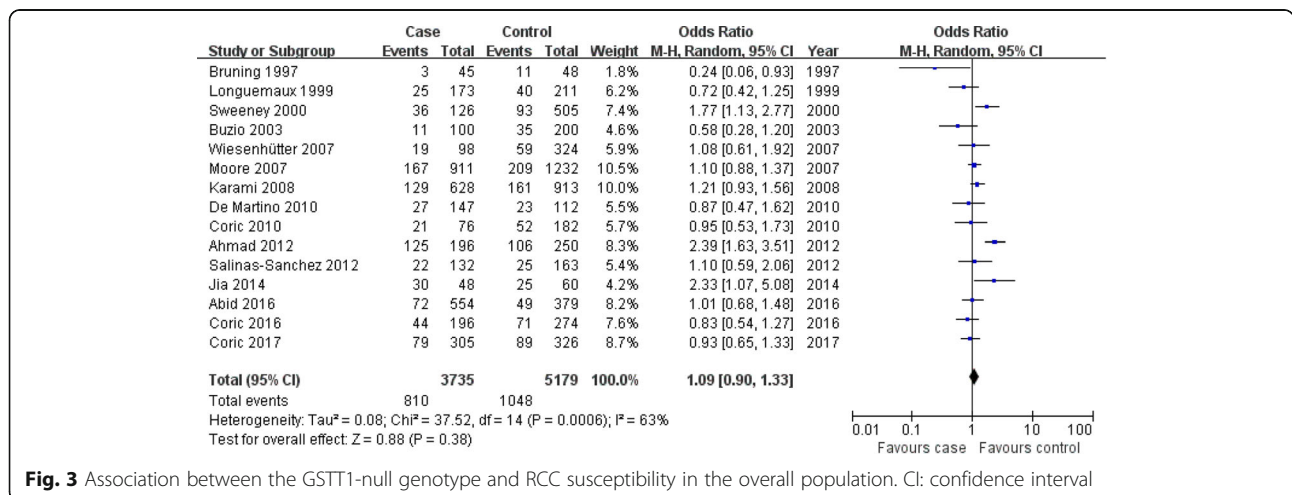 Case Control Odds Ratio Odds Ratio
Study or Subgroup Events Total Events Total Weight M-H, Random, 95% CI Year M-H, Random, 95% CI
Bruning 1997 3 45 11 48 1.8% 0.24 [0.06, 0.93] 1997
Longuemaux 1999 25 173 40 211 6.2% 0.72 [0.42, 1.25] 1999
Sweeney 2000 36 126 93 505 7.4% 1.77 [1.13, 2.77] 2000
Buzio 2003 11 100 35 200 4.6% 0.58 [0.28, 1.20] 2003
Wiesenhütter 2007 19 98 59 324 5.9% 1.08 [0.61, 1.92] 2007
Moore 2007 167 911 209 1232 10.5% 1.10 [0.88, 1.37] 2007
Karami 2008 129 628 161 913 10.0% 1.21 [0.93, 1.56] 2008
De Martino 2010 27 147 23 112 5.5% 0.87 [0.47, 1.62] 2010
Coric 2010 21 76 52 182 5.7% 0.95 [0.53, 1.73] 2010
Ahmad 2012 125 196 106 250 8.3% 2.39 [1.63, 3.51] 2012
Salinas-Sanchez 2012 22 132 25 163 5.4% 1.10 [0.59, 2.06] 2012
Jia 2014 30 48 25 60 4.1% 2.33 [1.07, 5.08] 2014
Abid 2016 72 554 49 379 8.2% 1.01 [0.68, 1.48] 2016
Coric 2016 44 196 71 274 7.6% 0.83 [0.54, 1.27] 2016
Coric 2017 79 305 89 326 8.7% 0.93 [0.65, 1.33] 2017
Total (95% CI) 3735 5179 100.0% 1.09 [0.90, 1.33]
Total events 810 1048
Heterogeneity: Tau² = 0.08; Chi² = 37.52, df = 14 (P = 0.0006); I² = 63%
Test for overall effect: Z = 0.88 (P = 0.38)
0.01 0.1 1 10 100
Favours case Favours control
Fig. 3 Association between the GSTT1-null genotype and RCC susceptibility in the overall population. CI: confidence interval